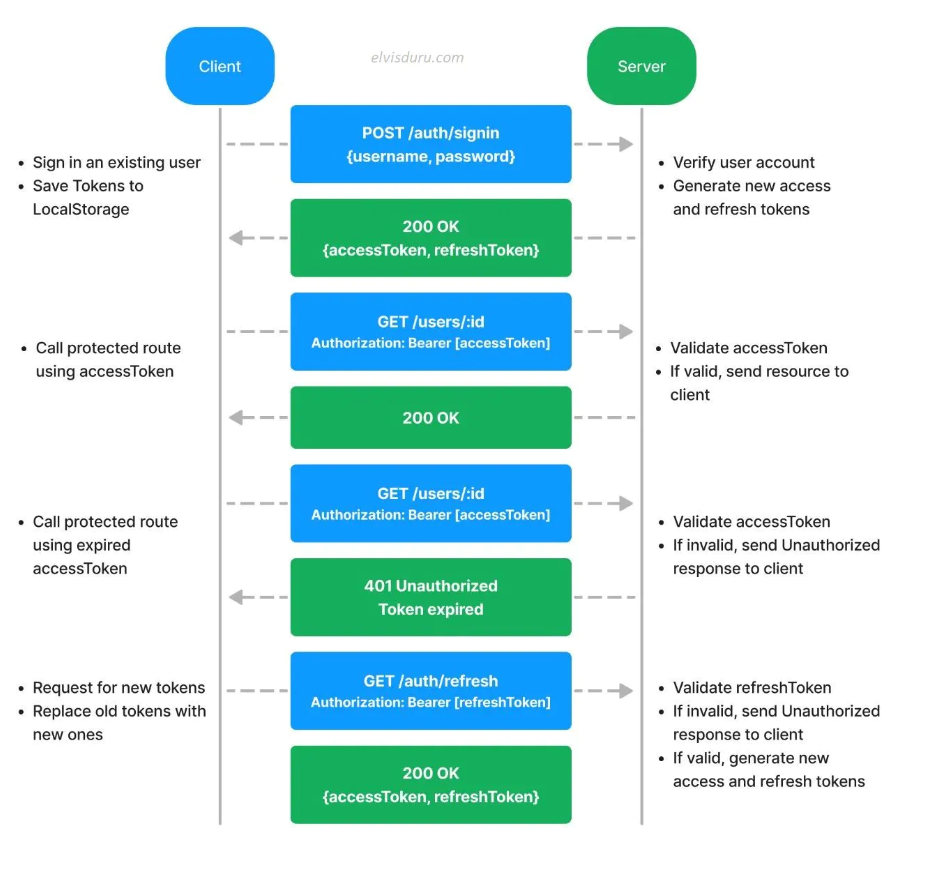 elvisduru.com
Client
Server
POST /auth/signin
{username, password}
• Sign in an existing user
• Save Tokens to
LocalStorage
• Verify user account
• Generate new access
and refresh tokens
200 OK
{accessToken, refreshToken}
GET /users/:id
Authorization: Bearer [accessToken]
• Call protected route
using accessToken
• Validate accessToken
• If valid, send resource to
client
200 OK
GET /users/:id
Authorization: Bearer [accessToken]
• Call protected route
using expired
accessToken
• Validate accessToken
• If invalid, send Unauthorized
response to client
401 Unauthorized
Token expired
GET /auth/refresh
Authorization: Bearer [refreshToken]
• Request for new tokens
• Replace old tokens with
new ones
• Validate refreshToken
• If invalid, send Unauthorized
response to client
• If valid, generate new
access and refresh tokens
200 OK
{accessToken, refreshToken}